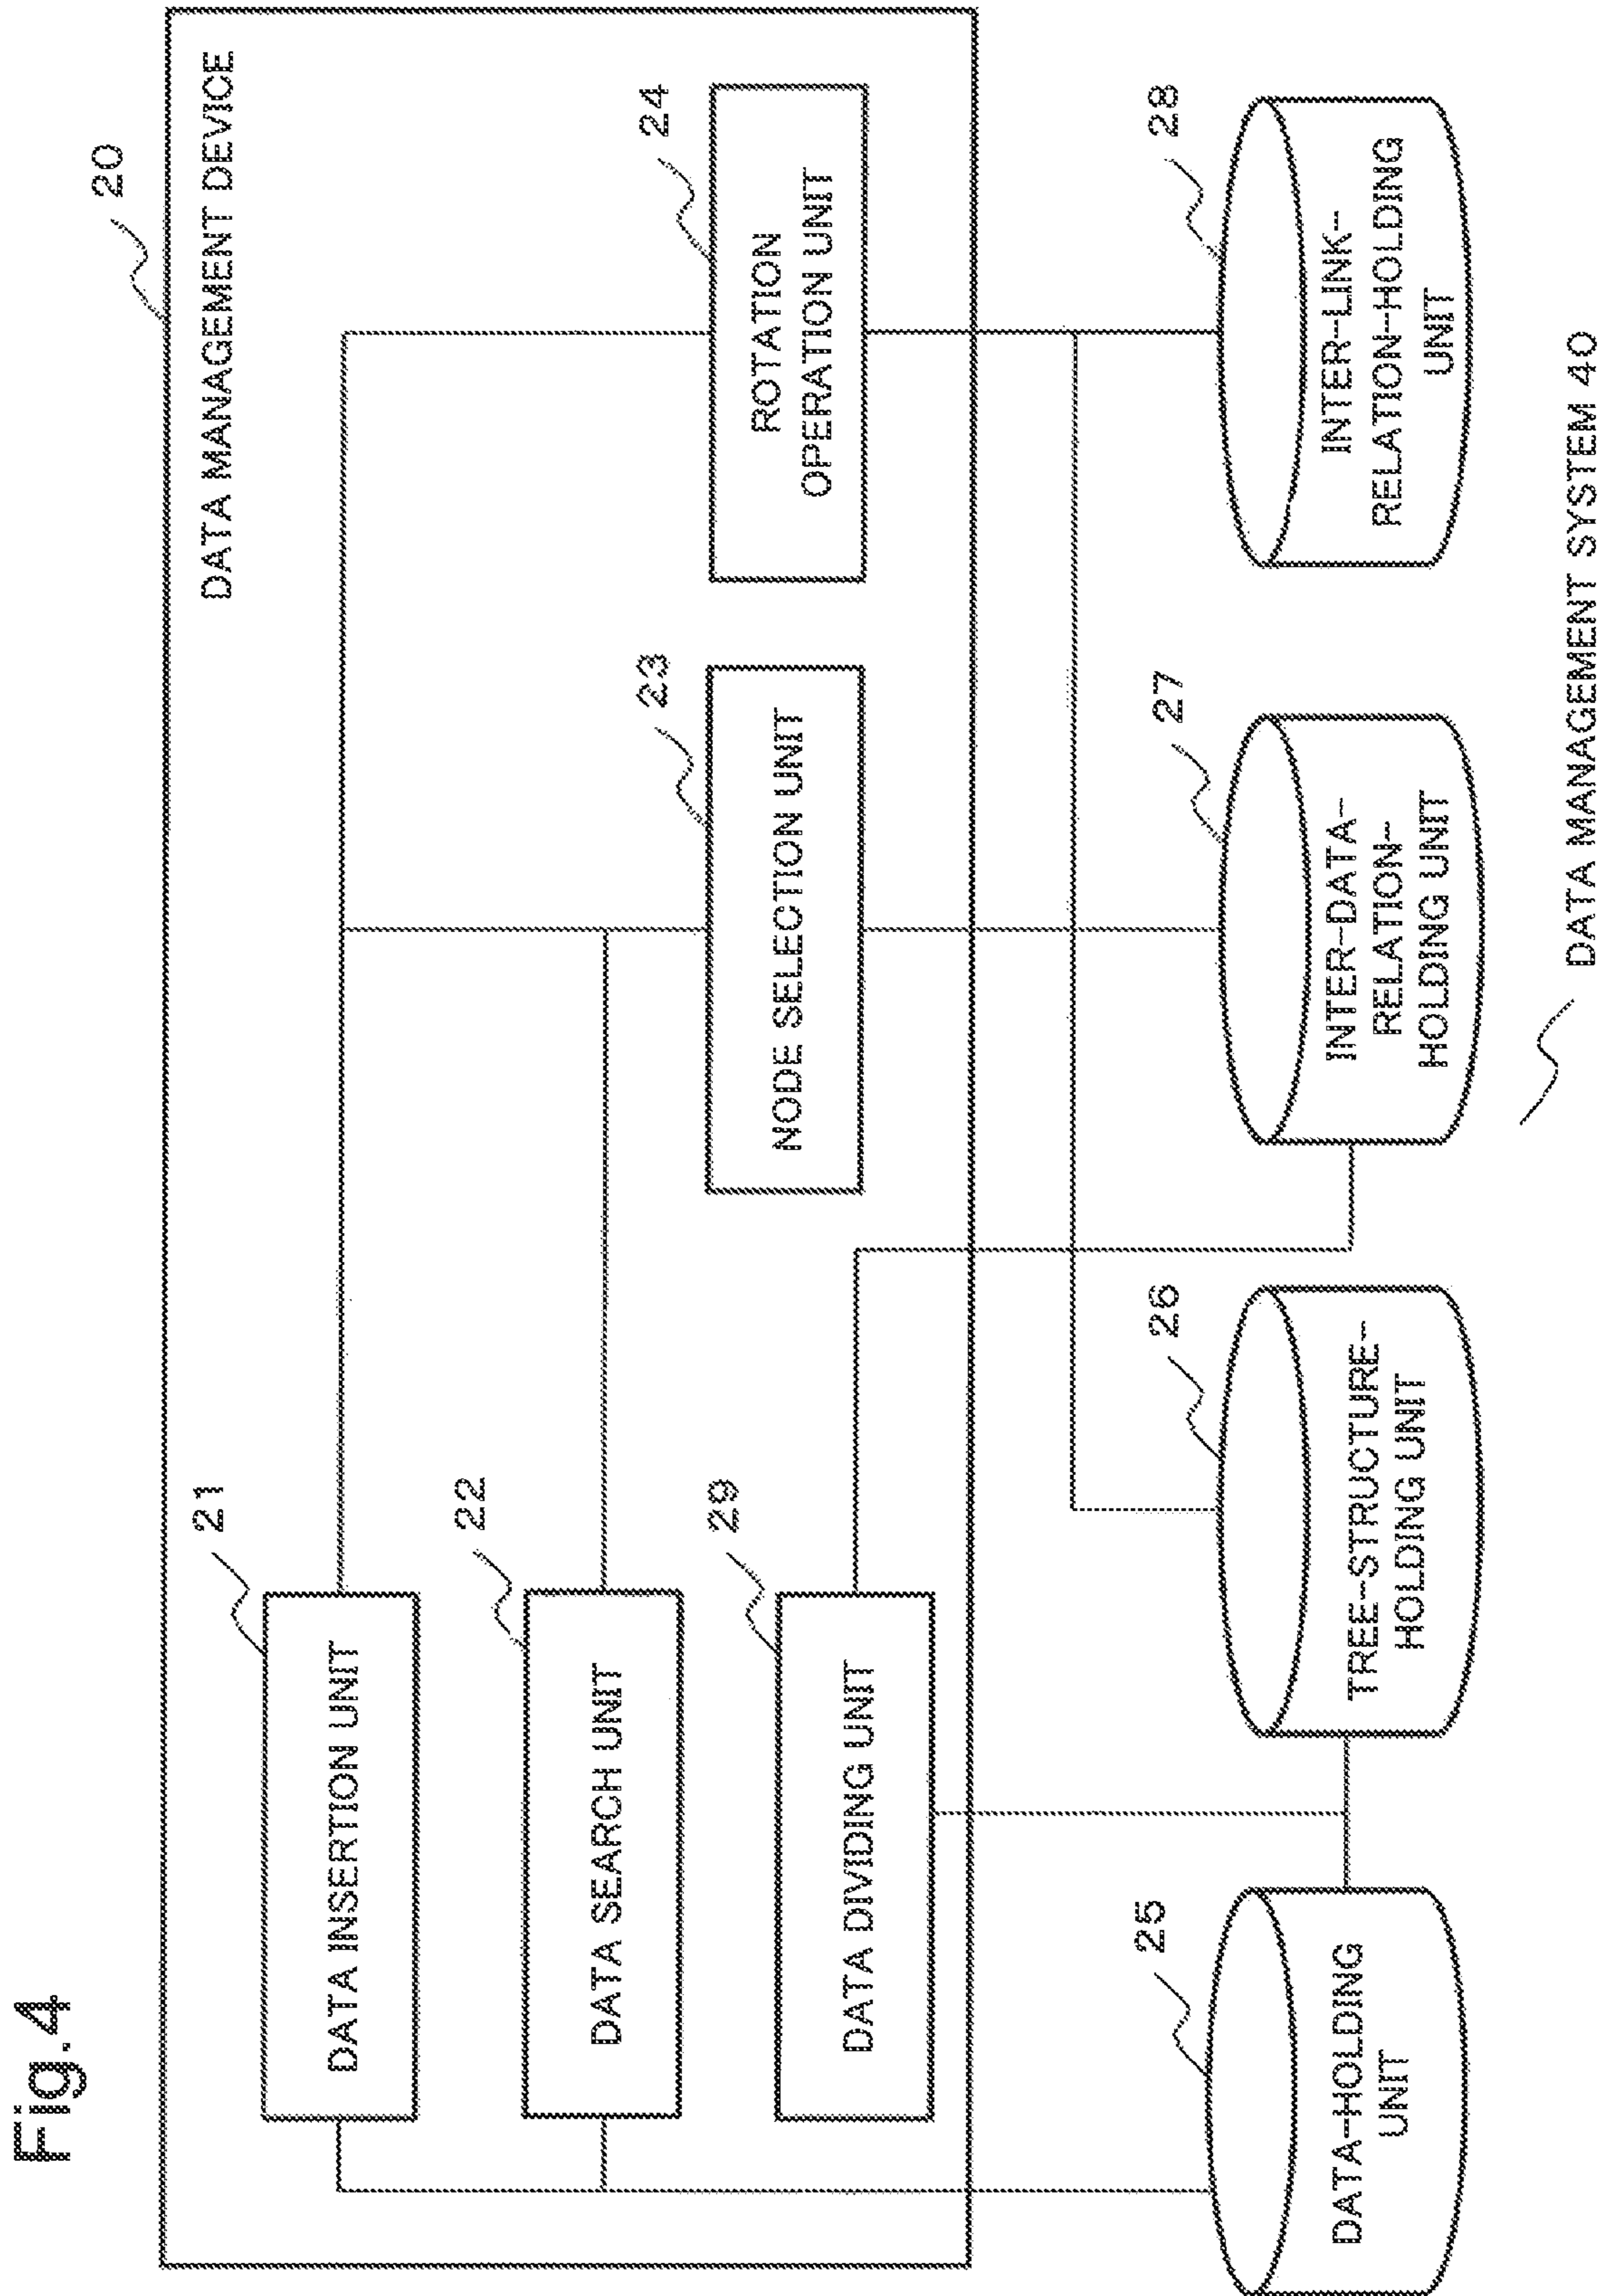 Fig.4
20
DATA MANAGEMENT DEVICE
21
DATA INSERTION UNIT
22
DATA SEARCH UNIT
23
NODE SELECTION UNIT
24
ROTATION
OPERATION UNIT
29
DATA DIVIDING UNIT
25
DATA-HOLDING
UNIT
26
TREE-STRUCTURE-
HOLDING UNIT
27
INTER-DATA-
RELATION-
HOLDING UNIT
28
INTER-LINK-
RELATION-HOLDING
UNIT
DATA MANAGEMENT SYSTEM 40